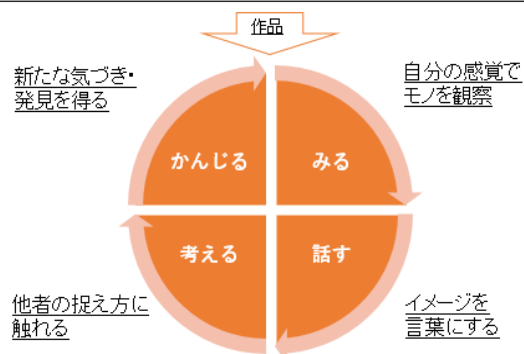 作品
新たな気づき・
発見を得る
自分の感覚で
モノを観察
かんじる
みる
考える
話す
他者の捉え方に
触れる
イメージを
言葉にする